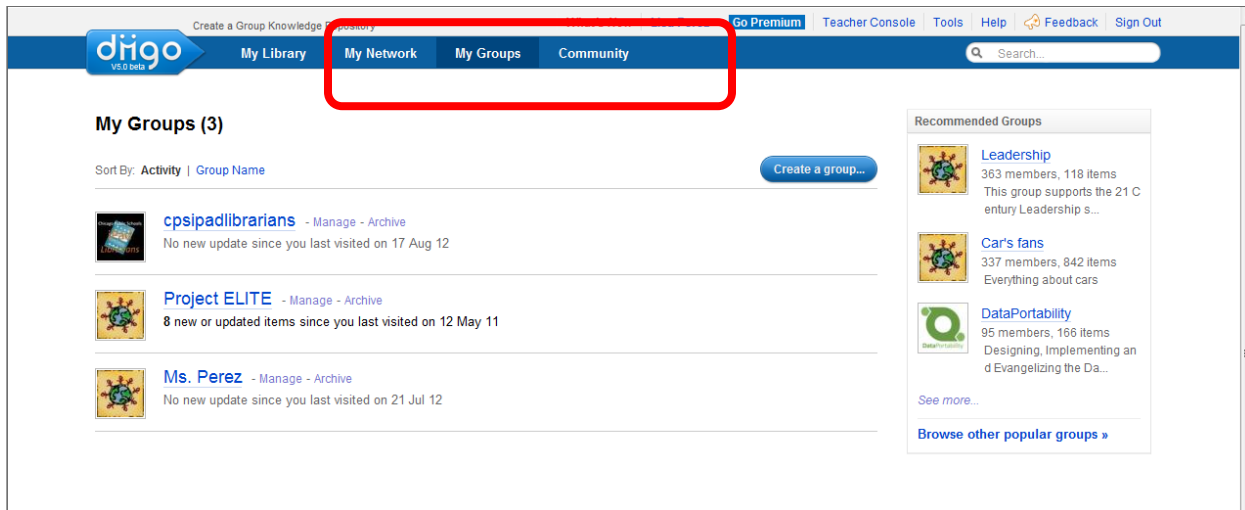 Create a Group Knowledge Repository Go Premium Teacher Console Tools Help Feedback Sign Out
diigo
V5.0 beta
My Library My Network My Groups Community Search...
My Groups (3)
Sort By: Activity | Group Name
Create a group...
cpsipadlibrarians - Manage - Archive
No new update since you last visited on 17 Aug 12
Project ELITE - Manage - Archive
8 new or updated items since you last visited on 12 May 11
Ms. Perez - Manage - Archive
No new update since you last visited on 21 Jul 12
Recommended Groups
Leadership
363 members, 118 items
This group supports the 21 C
entury Leadership s...
Car's fans
337 members, 842 items
Everything about cars
DataPortability
95 members, 166 items
Designing, Implementing an
d Evangelizing the Da...
See more...
Browse other popular groups »